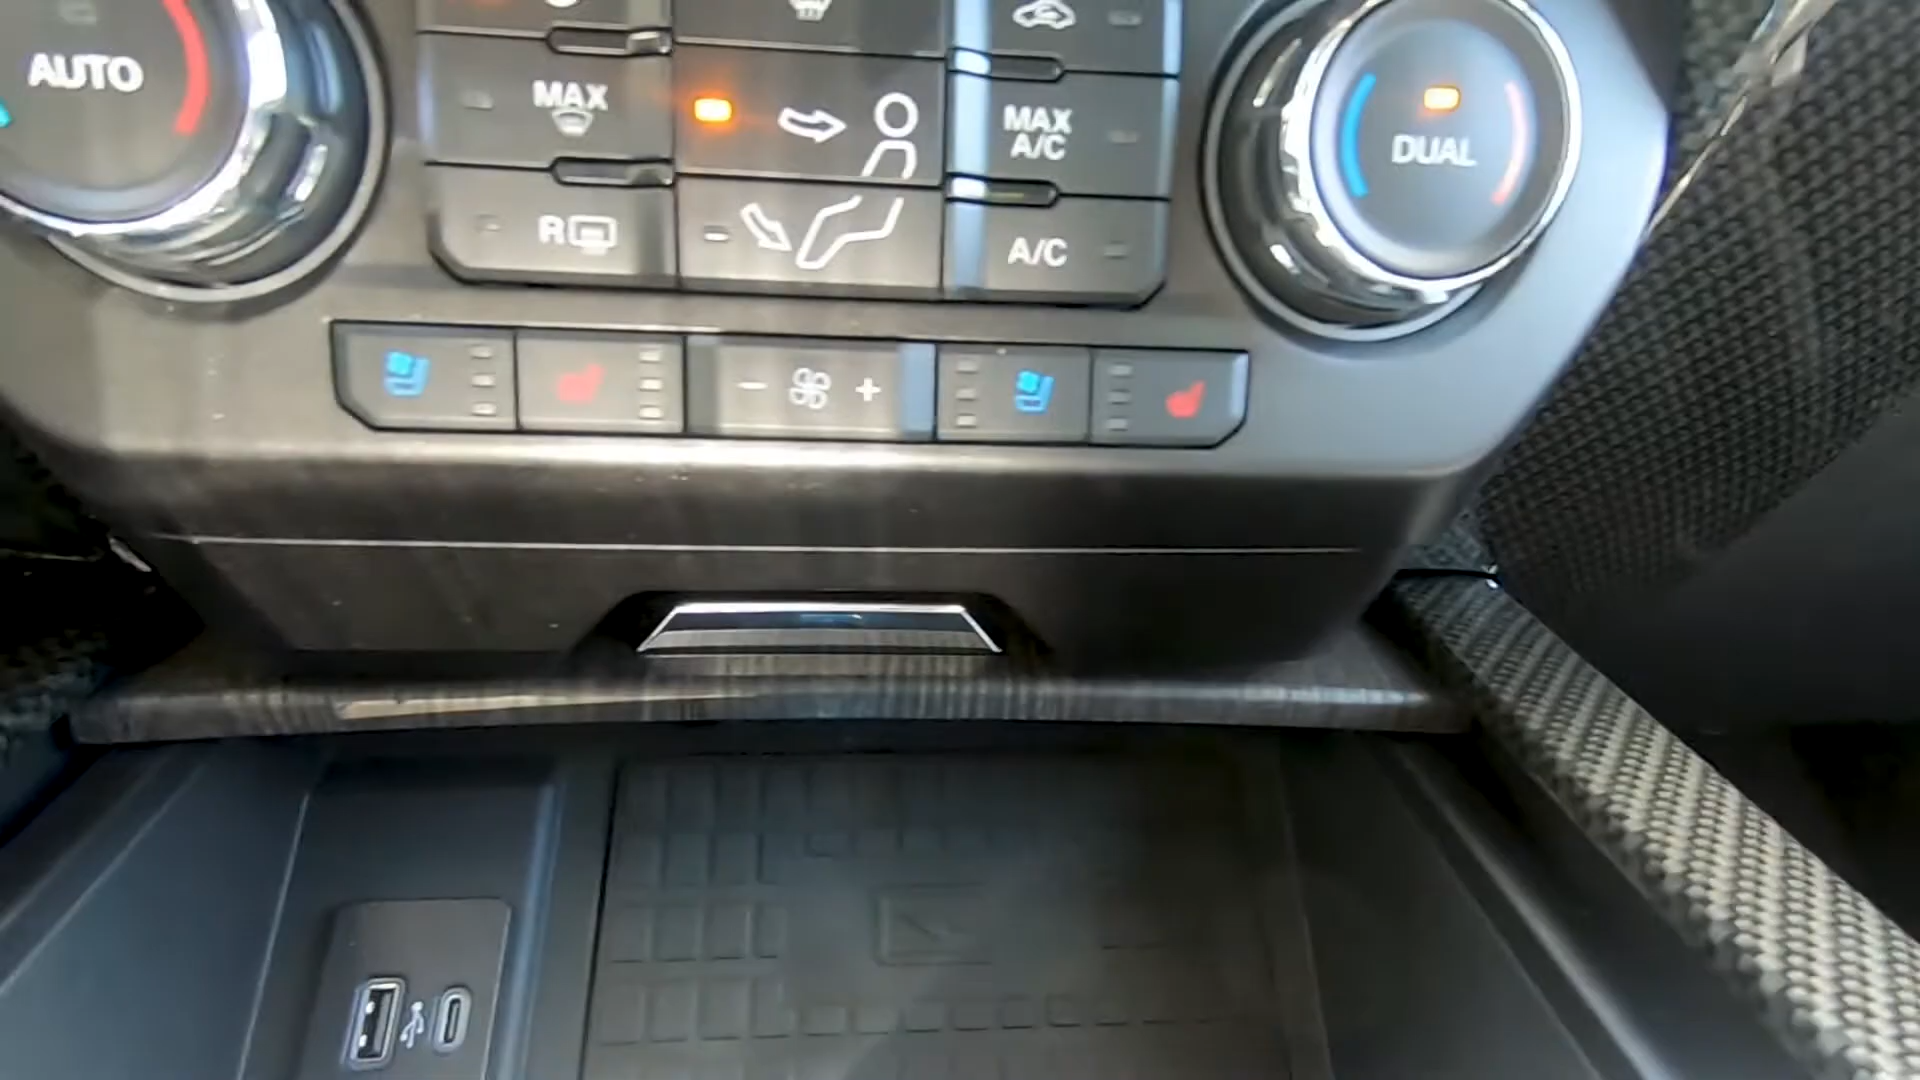 AUTO
MAX
MAX
A/C
DUAL
R
A/C
- +